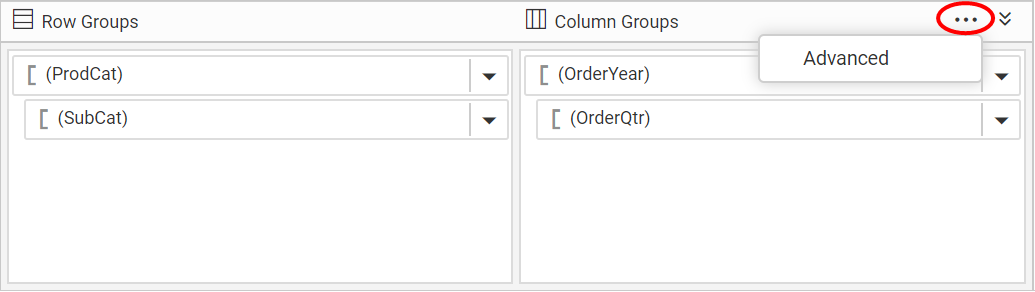 Row Groups
Column Groups
Advanced
(ProdCat)
(OrderYear)
(SubCat)
(OrderQtr)